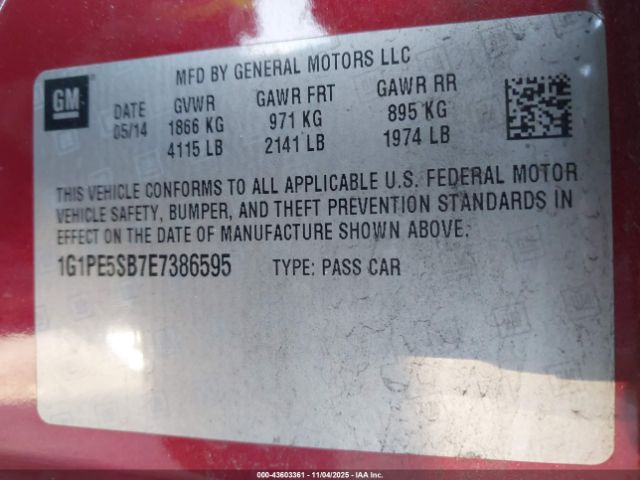 GM
MFD BY GENERAL MOTORS LLC
DATE GVWR GAWR FRT GAWR RR
05/14 1866 KG 971 KG 895 KG
4115 LB 2141 LB 1974 LB
THIS VEHICLE CONFORMS TO ALL APPLICABLE U.S. FEDERAL MOTOR
VEHICLE SAFETY, BUMPER, AND THEFT PREVENTION STANDARDS IN
EFFECT ON THE DATE OF MANUFACTURE SHOWN ABOVE.
1G1PE5SB7E7386595 TYPE: PASS CAR
000-43603361 - 11/04/2025 - IAAI.COM